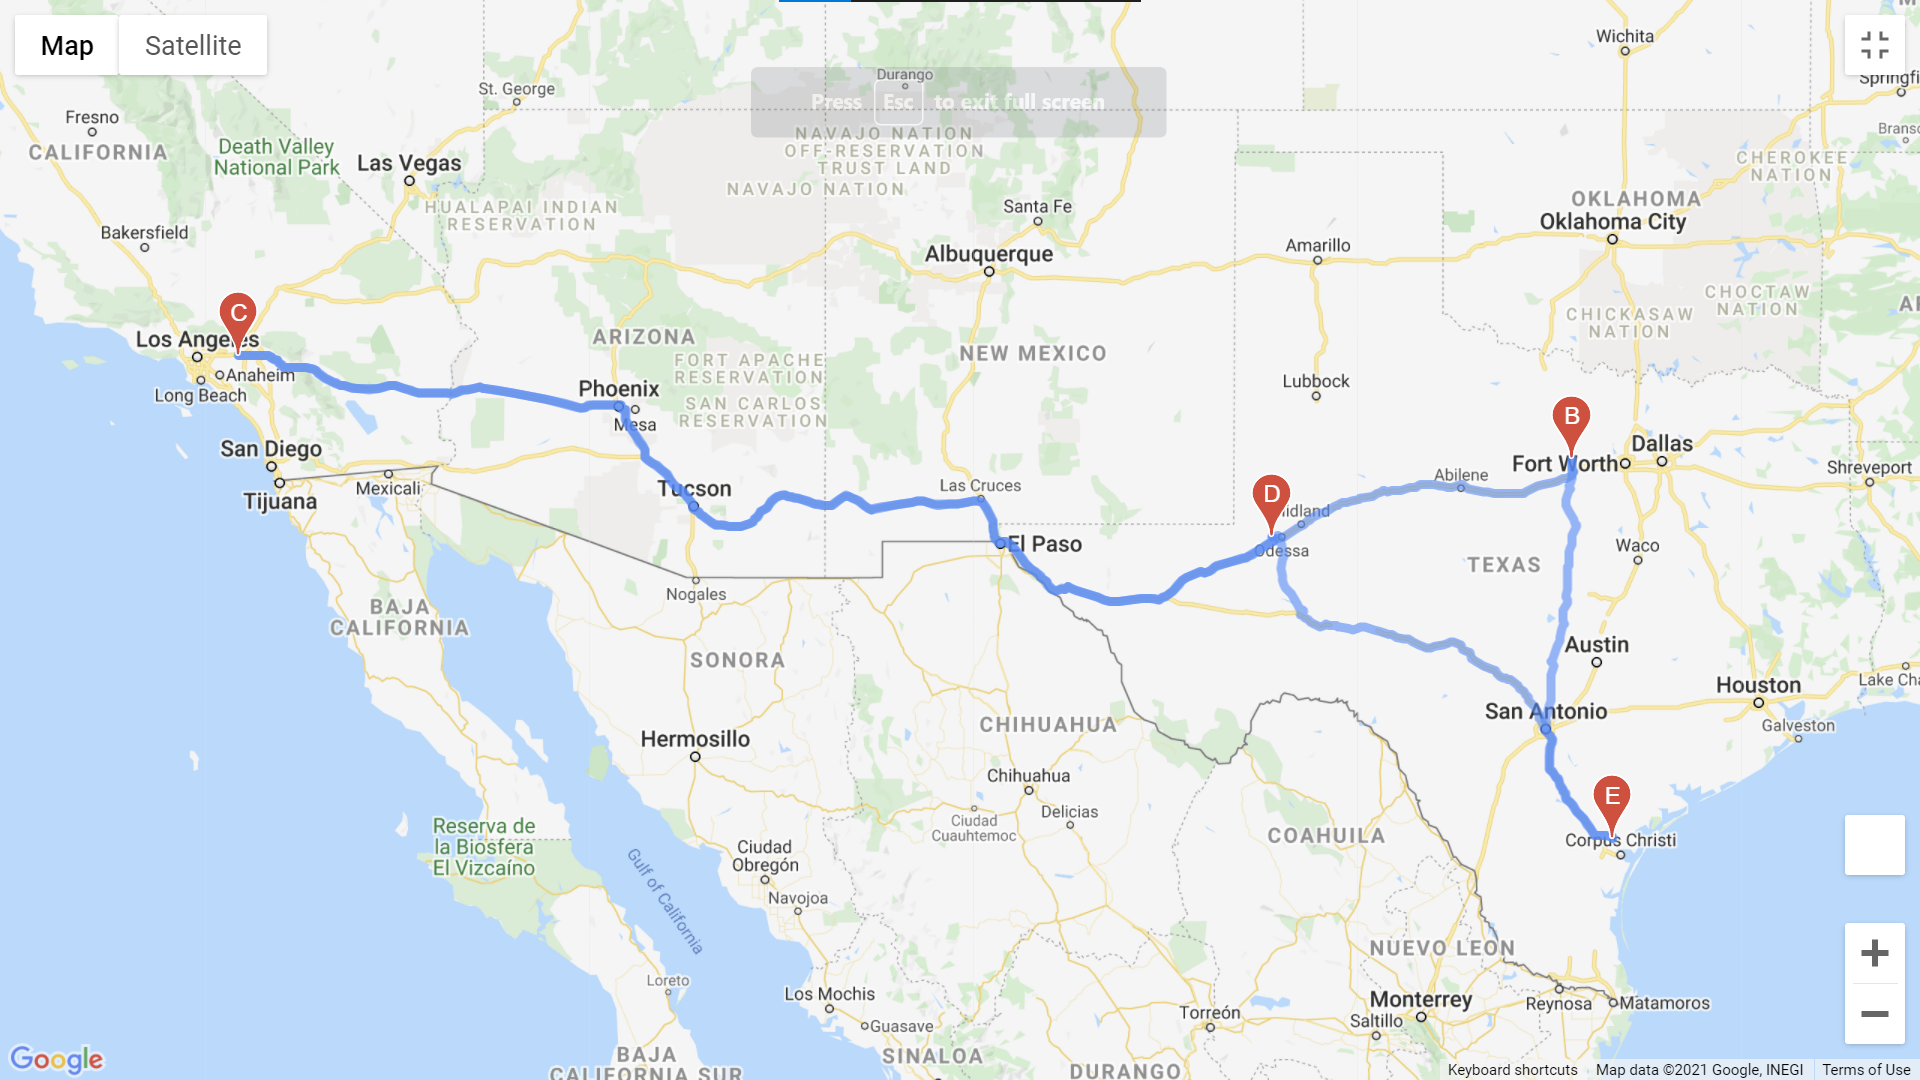 Map
Satellite
Wichita
Springfi
Durango
St. George
Press Esc to exit full screen
Fresno
CALIFORNIA
Death Valley
National Park
Las Vegas
NAVAJO NATION
OFF-RESERVATION
TRUST LAND
NAVAJO NATION
Branso
CHEROKEE
NATION
HUALAPAI INDIAN
RESERVATION
Santa Fe
OKLAHOMA
Oklahoma City
Bakersfield
Albuquerque
Amarillo
CHOCTAW
NATION
CHICKASAW
NATION
C
Los Angeles
ARIZONA
NEW MEXICO
FORT APACHE
RESERVATION
Anaheim
Long Beach
Phoenix
Mesa
SAN CARLOS
RESERVATION
Lubbock
B
San Diego
Fort Worth
Dallas
Shreveport
Mexicali
Tijuana
Tucson
Las Cruces
D
Abilene
idland
Odessa
El Paso
Waco
TEXAS
Nogales
BAJA
CALIFORNIA
SONORA
Austin
Houston
Lake Cha
Galveston
San Antonio
CHIHUAHUA
Hermosillo
Chihuahua
Delicias
Ciudad
Cuauhtemoc
E
Corpus Christi
COAHUILA
Reserva de
la Biosfera
El Vizcaíno
Gulf of California
Ciudad
Obregón
Navojoa
NUEVO LEON
Loreto
Los Mochis
Guasave
Torreón
Monterrey
Saltillo
Reynosa
Matamoros
SINALOA
DURANGO
BAJA
CALIFORNIA SUR
Google
Keyboard shortcuts
Map data ©2021 Google, INEGI
Terms of Use